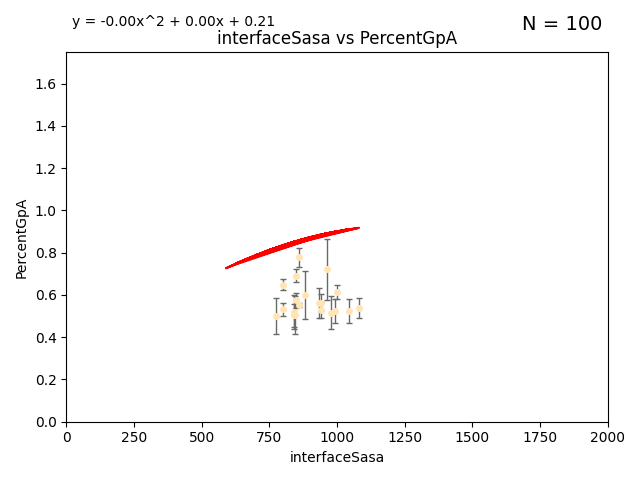 y = -0.00x^2 + 0.00x + 0.21
N = 100
interfaceSasa vs PercentGpA
1.6
1.4
1.2
1.0
0.8
0.6
0.4
0.2
0.0
PercentGpA
0 250 500 750 1000 1250 1500 1750 2000
interfaceSasa